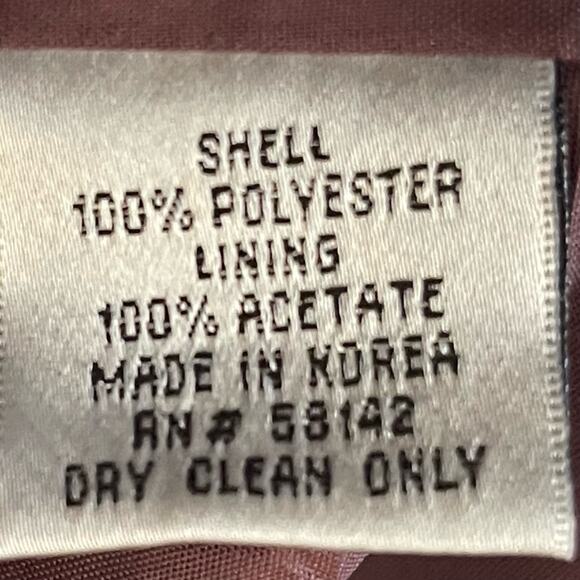 SHELL
100% POLYESTER
LINING
100% ACETATE
MADE IN KOREA
RN# 58142
DRY CLEAN ONLY